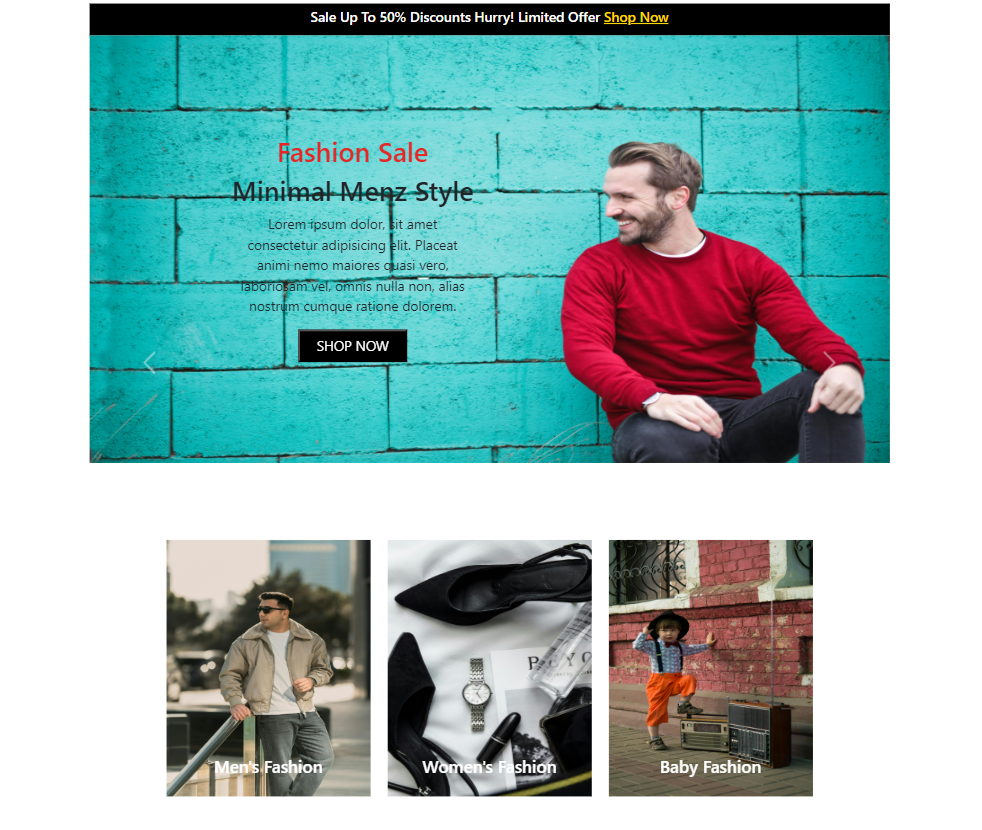 Sale Up To 50% Discounts Hurry! Limited Offer Shop Now
Fashion Sale
Minimal Menz Style
Lorem ipsum dolor, sit amet
consectetur adipisicing elit. Placeat
animi nemo maiores quasi vero,
laboriosam vel, omnis nulla non, alias
nostrum cumque ratione dolorem.
SHOP NOW
Men's Fashion
Women's Fashion
Baby Fashion